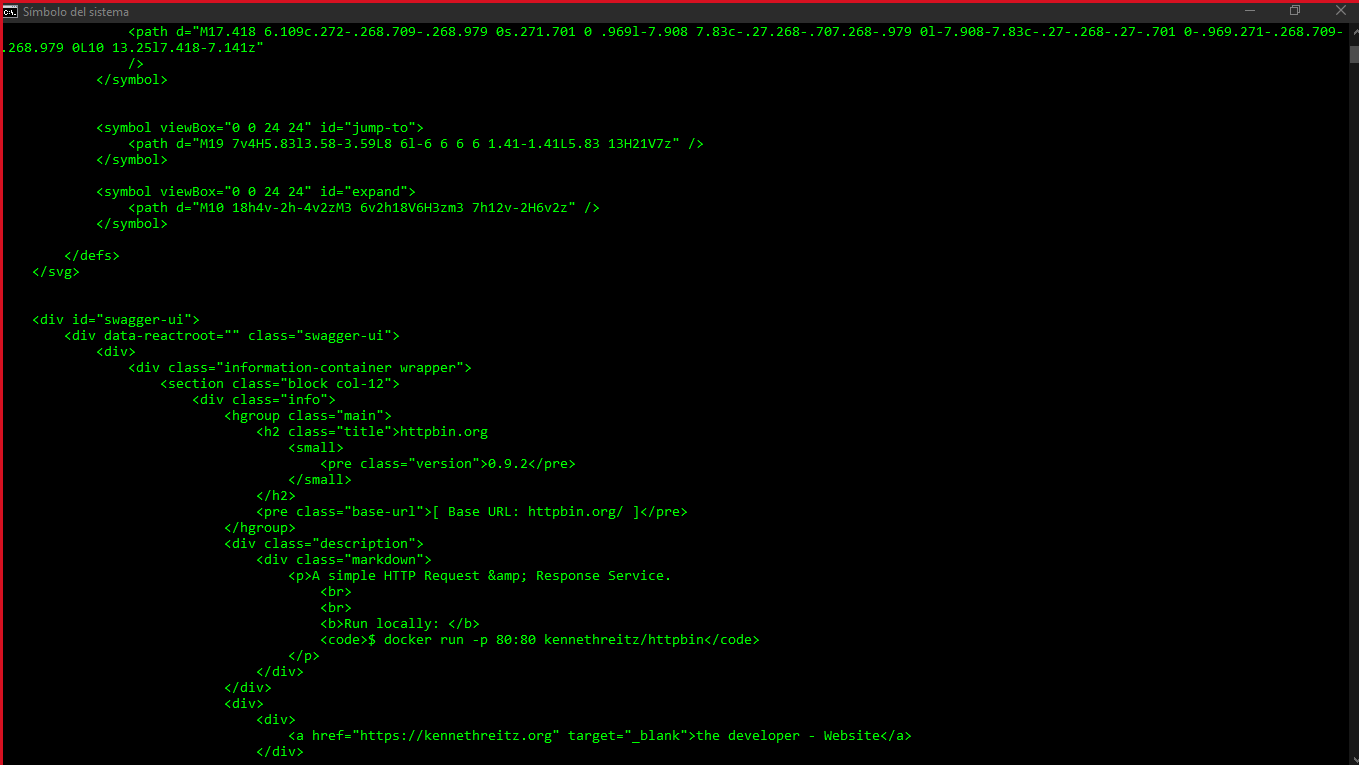 Símbolo del sistema
<path d="M17.418 6.109c.272-.268.709-.268.979 0s.271.701 0 .969l-7.908 7.83c-.27.268-.707.268-.979 0l-7.908-7.83c-.27-.268-.27-.701 0-.969.271-.268.709-
.268.979 0L10 13.25l7.418-7.141z"
/>
</symbol>
<symbol viewBox="0 0 24 24" id="jump-to">
<path d="M19 7v4H5.83l3.58-3.59L8 6l-6 6 6 6 1.41-1.41L5.83 13H21V7z" />
</symbol>
<symbol viewBox="0 0 24 24" id="expand">
<path d="M10 18h4v-2h-4v2zM3 6v2h18V6H3zm3 7h12v-2H6v2z" />
</symbol>
</defs>
</svg>
<div id="swagger-ui">
<div data-reactroot="" class="swagger-ui">
<div>
<div class="information-container wrapper">
<section class="block col-12">
<div class="info">
<hgroup class="main">
<h2 class="title">httpbin.org
<small>
<pre class="version">0.9.2</pre>
</small>
</h2>
<pre class="base-url">[ Base URL: httpbin.org/ ]</pre>
</hgroup>
<div class="description">
<div class="markdown">
<p>A simple HTTP Request &amp; Response Service.
<br>
<br>
<b>Run locally: </b>
<code>$ docker run -p 80:80 kennethreitz/httpbin</code>
</p>
</div>
</div>
<div>
<div>
<a href="https://kennethreitz.org" target="_blank">the developer - Website</a>
</div>